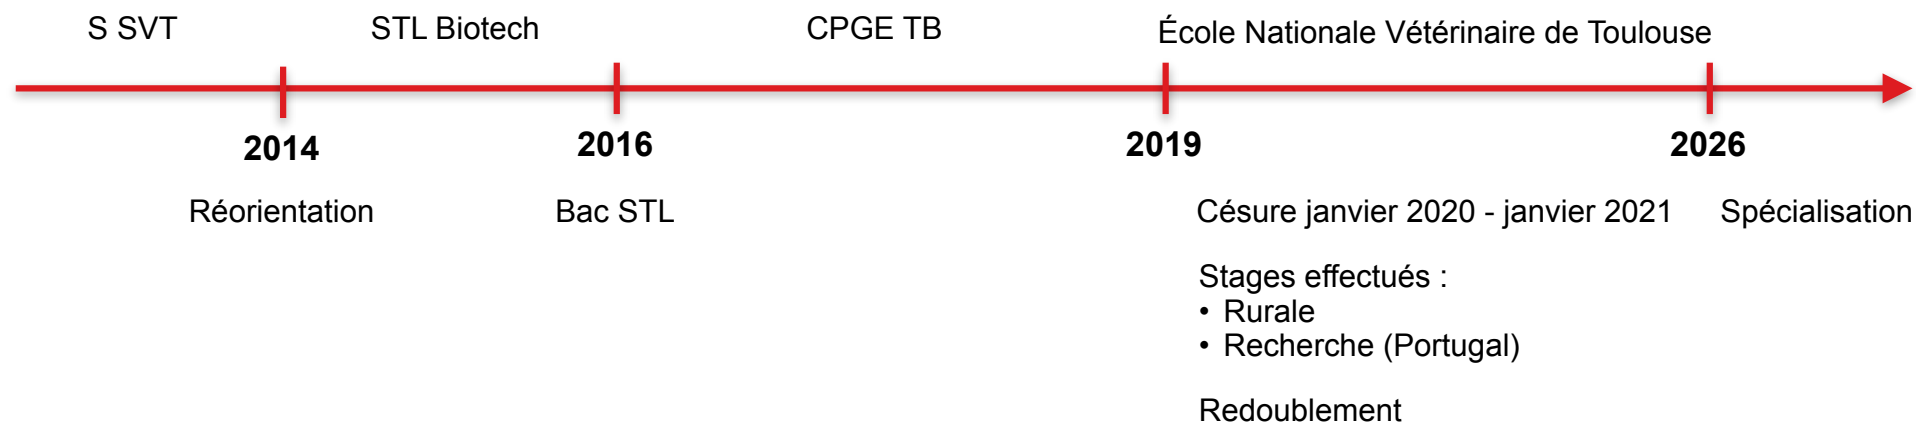 S SVT
STL Biotech
CPGE TB
École Nationale Vétérinaire de Toulouse
2014
2016
2019
2026
Réorientation
Bac STL
Césure janvier 2020 - janvier 2021
Spécialisation
Stages effectués :
• Rurale
• Recherche (Portugal)
Redoublement